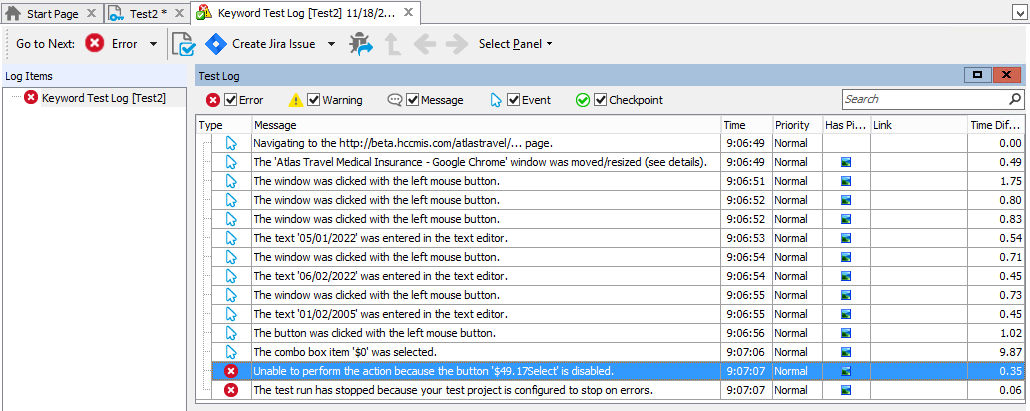 Start Page Test2 * Keyword Test Log [Test2] 11/18/2...
Go to Next: Error Create Jira Issue Select Panel
Log Items
Keyword Test Log [Test2]
Test Log
Error Warning Message Event Checkpoint Search
Type Message Time Priority Has Pi... Link Time Dif...
Navigating to the http://beta.hccmis.com/atlastravel/... page. 9:06:49 Normal 0.00
The 'Atlas Travel Medical Insurance - Google Chrome' window was moved/resized (see details). 9:06:49 Normal 0.49
The window was clicked with the left mouse button. 9:06:51 Normal 1.75
The window was clicked with the left mouse button. 9:06:52 Normal 0.80
The window was clicked with the left mouse button. 9:06:52 Normal 0.83
The text '05/01/2022' was entered in the text editor. 9:06:53 Normal 0.54
The window was clicked with the left mouse button. 9:06:54 Normal 0.71
The text '06/02/2022' was entered in the text editor. 9:06:54 Normal 0.45
The window was clicked with the left mouse button. 9:06:55 Normal 0.73
The text '01/02/2005' was entered in the text editor. 9:06:55 Normal 0.45
The button was clicked with the left mouse button. 9:06:56 Normal 1.02
The combo box item '$0' was selected. 9:07:06 Normal 9.87
Unable to perform the action because the button '$49.17Select' is disabled. 9:07:07 Normal 0.35
The test run has stopped because your test project is configured to stop on errors. 9:07:07 Normal 0.06